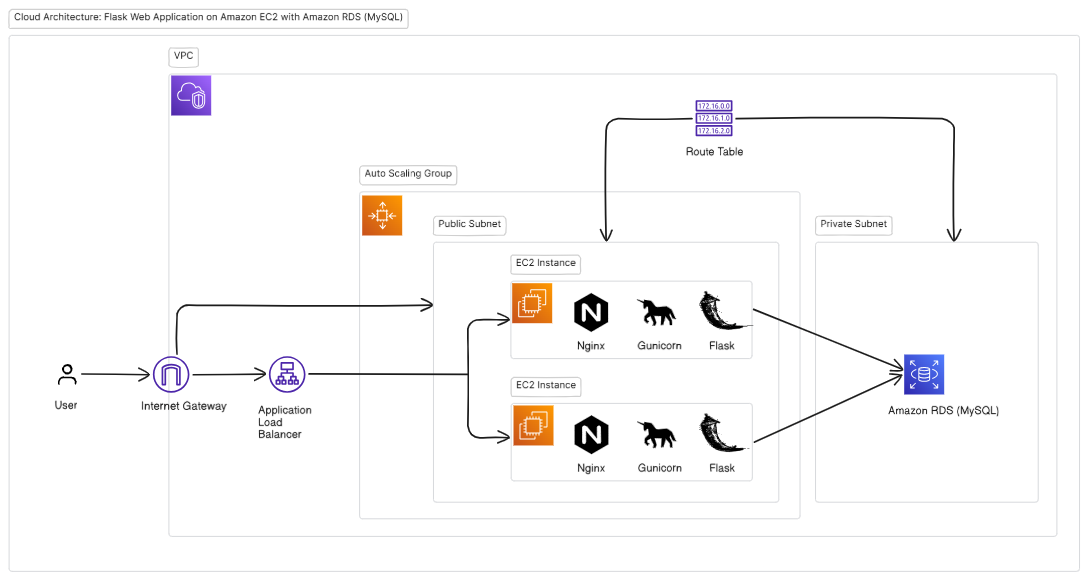 Cloud Architecture: Flask Web Application on Amazon EC2 with Amazon RDS (MySQL)
VPC
172.16.0.0
172.16.1.0
172.16.2.0
Route Table
Auto Scaling Group
Public Subnet
Private Subnet
EC2 Instance
N
Nginx
Gunicorn
Flask
User
Internet Gateway
Application
Load
Balancer
EC2 Instance
N
Nginx
Gunicorn
Flask
Amazon RDS (MySQL)